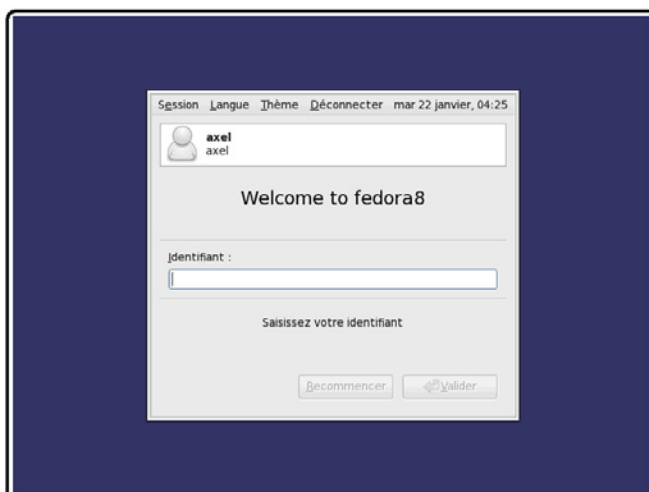 Session Langue Thème Déconnecter mar 22 janvier, 04:25
axel
axel
Welcome to fedora8
Identifiant :
Saisissez votre identifiant
Recommencer Valider